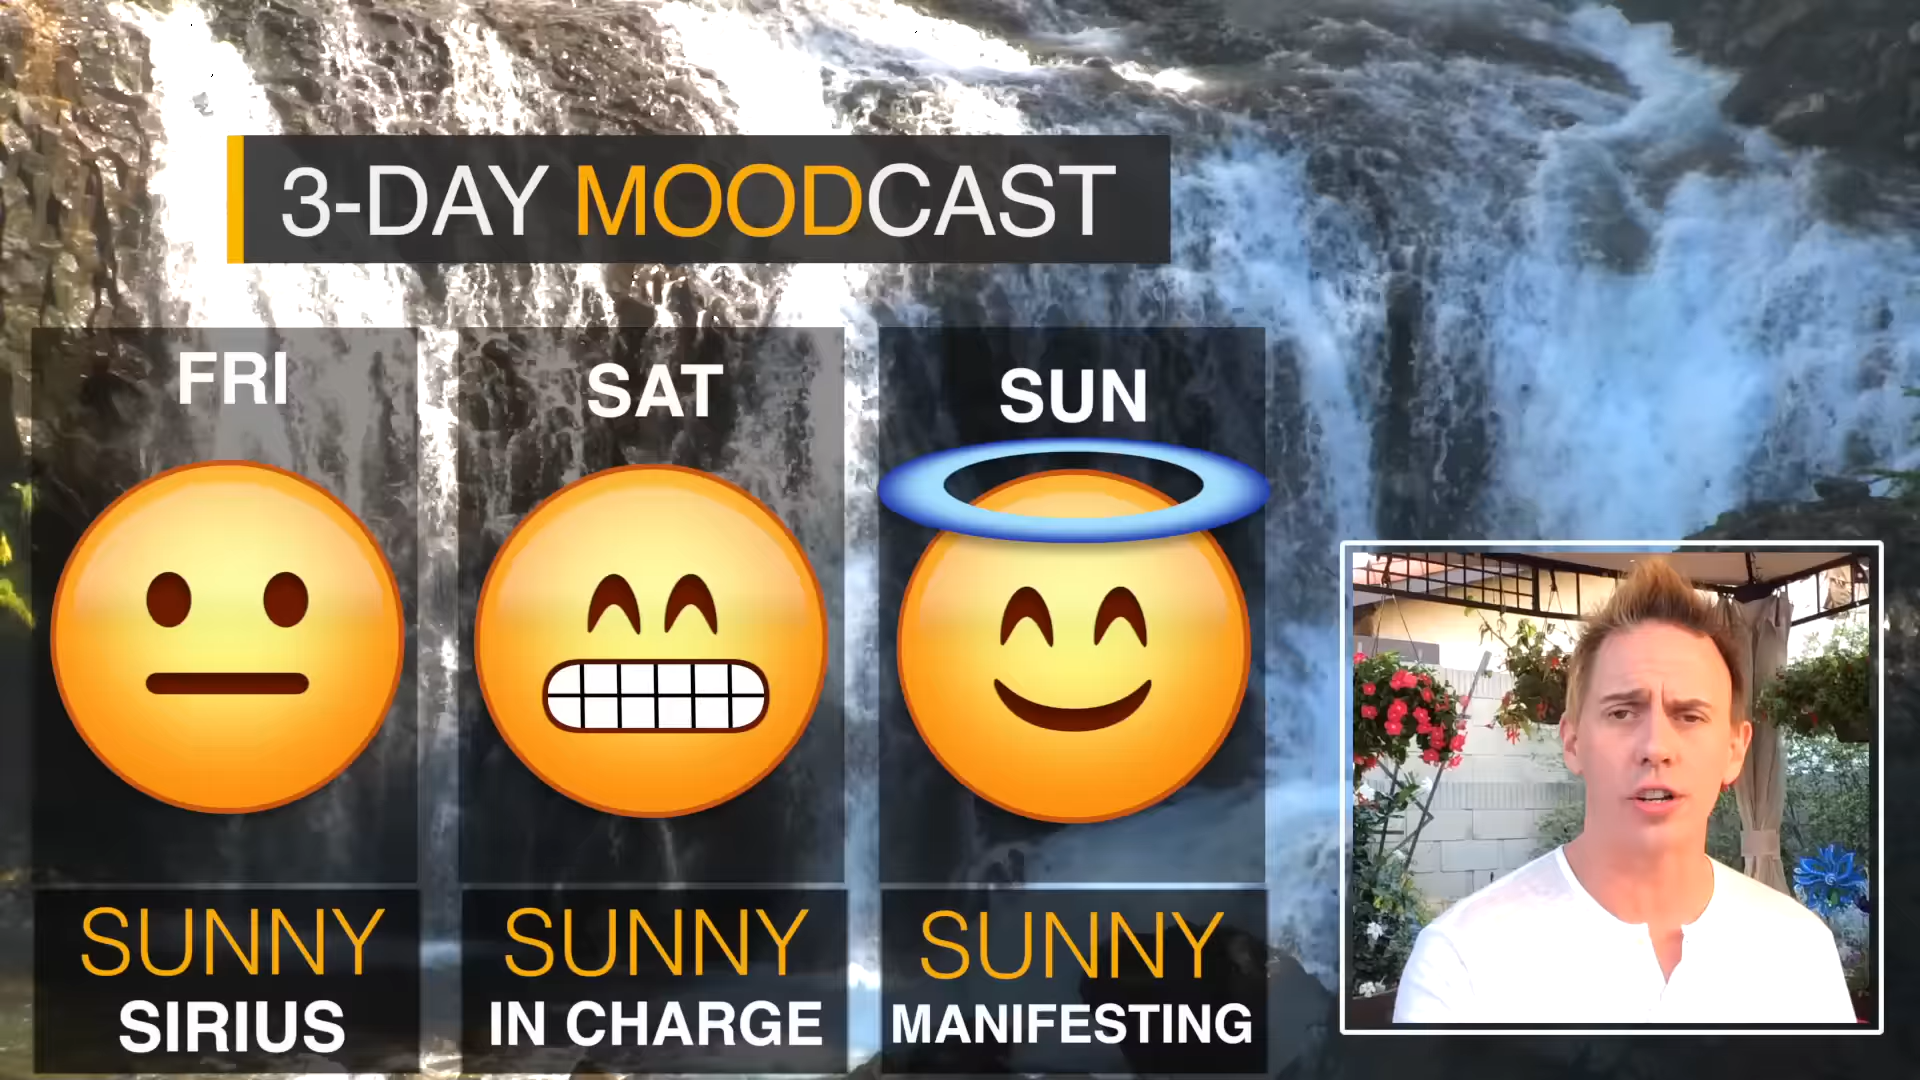 3-DAY MOODCAST
FRI
SAT
SUN
SUNNY
SIRIUS
SUNNY
IN CHARGE
SUNNY
MANIFESTING